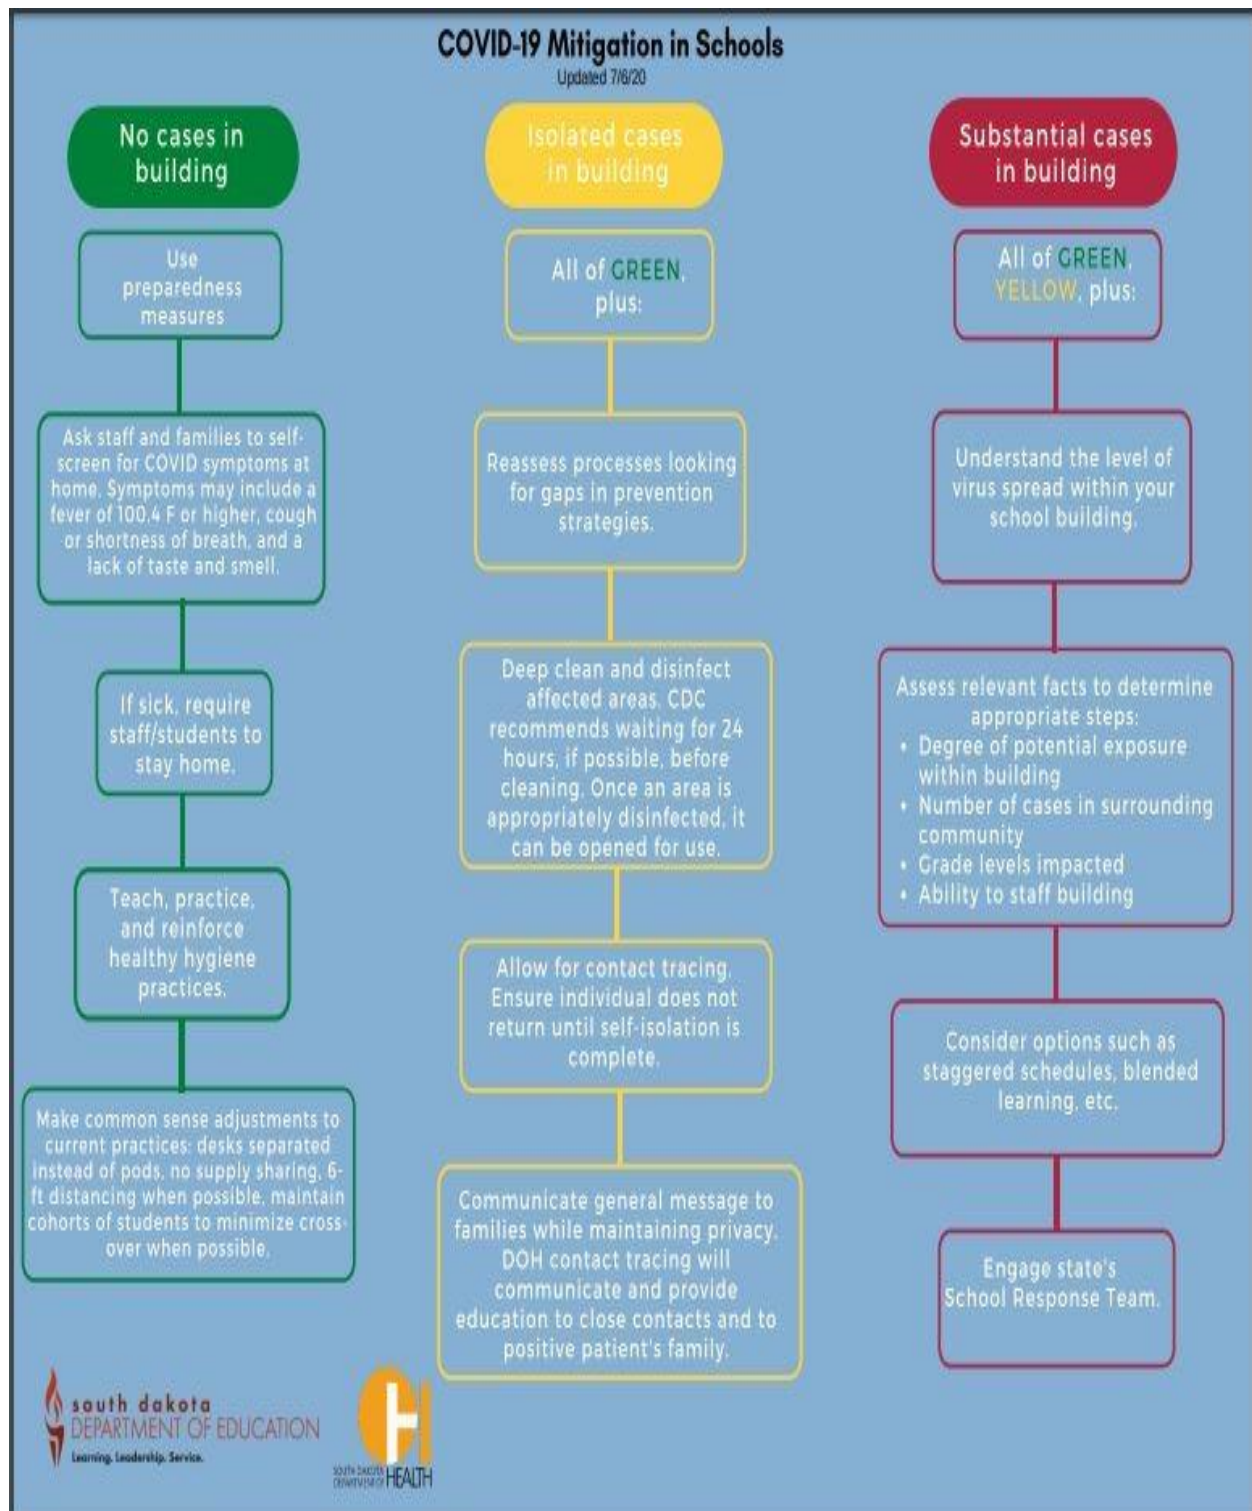 COVID-19 Mitigation in Schools
Updated 7/6/20
No cases in
building
Use
preparedness
measures
Ask staff and families to self-
screen for COVID symptoms at
home. Symptoms may include a
fever of 100.4 F or higher, cough
or shortness of breath, and a
lack of taste and smell.
If sick, require
staff/students to
stay home.
Teach, practice,
and reinforce
healthy hygiene
practices.
Make common sense adjustments to
current practices: desks separated
instead of pods, no supply sharing, 6-
ft distancing when possible, maintain
cohorts of students to minimize cross-
over when possible.
Isolated cases
in building
All of GREEN,
plus:
Reassess processes looking
for gaps in prevention
strategies.
Deep clean and disinfect
affected areas. CDC
recommends waiting for 24
hours, if possible, before
cleaning. Once an area is
appropriately disinfected, it
can be opened for use.
Allow for contact tracing.
Ensure individual does not
return until self-isolation is
complete.
Communicate general message to
families while maintaining privacy.
DOH contact tracing will
communicate and provide
education to close contacts and to
positive patient's family.
Substantial cases
in building
All of GREEN,
YELLOW, plus:
Understand the level of
virus spread within your
school building.
Assess relevant facts to determine
appropriate steps:
• Degree of potential exposure
within building
• Number of cases in surrounding
community
• Grade levels impacted
• Ability to staff building
Consider options such as
staggered schedules, blended
learning, etc.
Engage state's
School Response Team.
south dakota
DEPARTMENT OF EDUCATION
Learning. Leadership. Service.
SOUTH DAKOTA
DEPARTMENT OF HEALTH